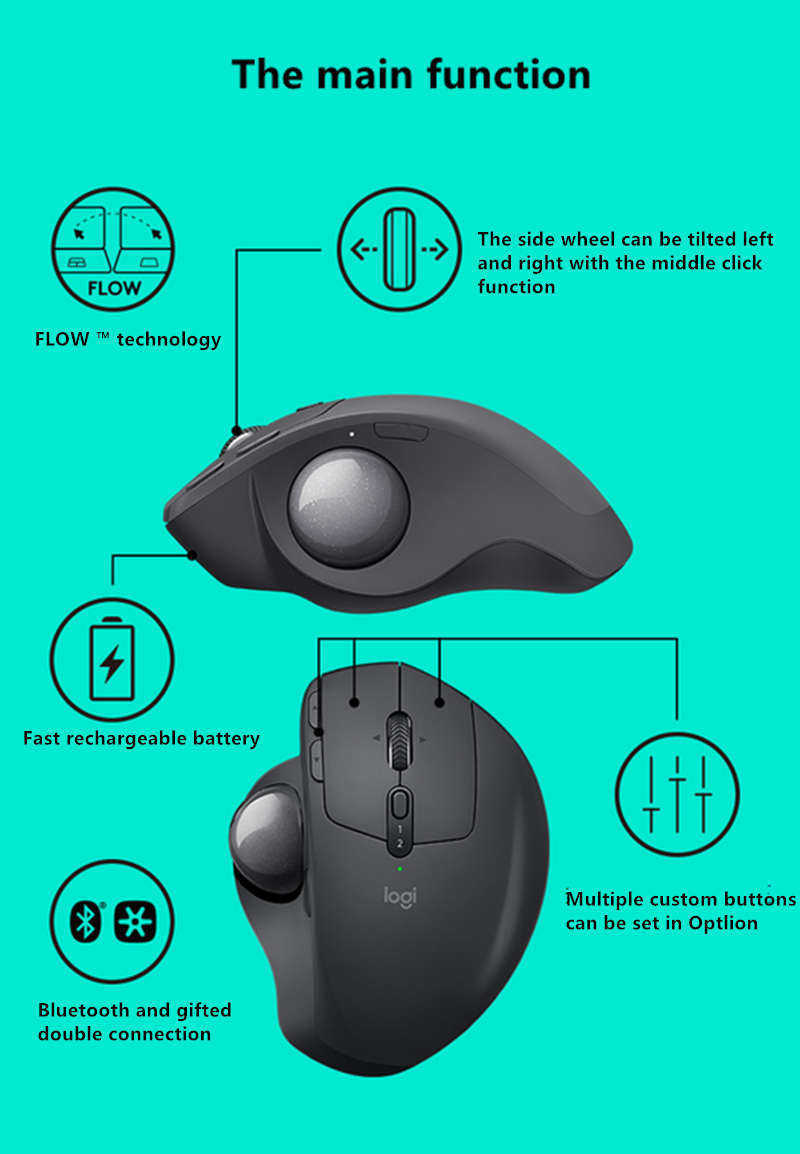 The main function
FLOW
FLOW ™ technology
The side wheel can be tilted left
and right with the middle click
function
Fast rechargeable battery
1
2
logi
Multiple custom buttons
can be set in Optlion
®
Bluetooth and gifted
double connection